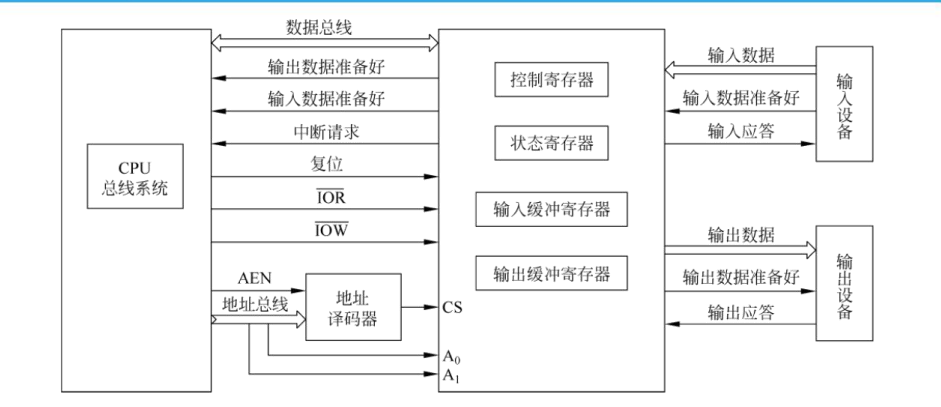 数据总线
输出数据准备好
输入数据准备好
中断请求
复位
IOR
IOW
AEN
地址总线
CPU
总线系统
地址
译码器
CS
A0
A1
控制寄存器
状态寄存器
输入缓冲寄存器
输出缓冲寄存器
输入数据
输入数据准备好
输入应答
输入设备
输出数据
输出数据准备好
输出应答
输出设备